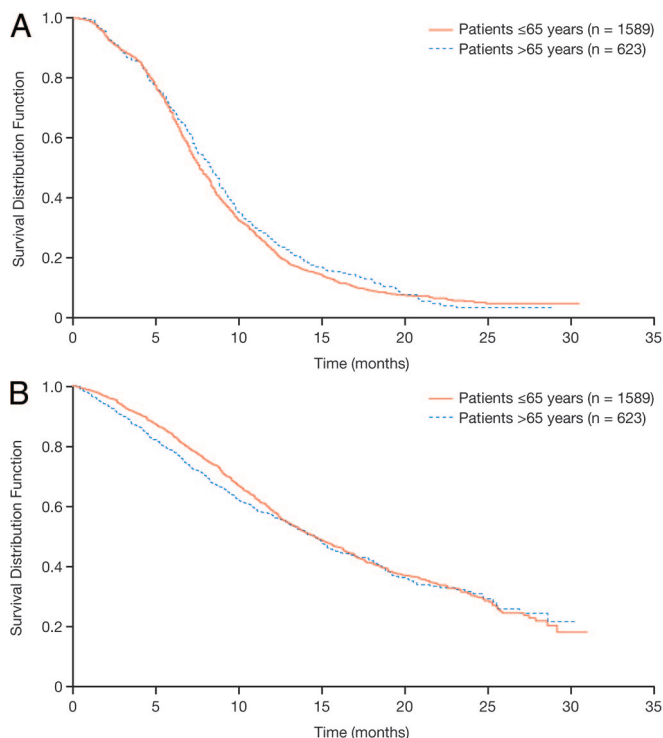 A
Patients ≤65 years (n = 1589)
Patients >65 years (n = 623)
Survival Distribution Function
1.0
0.8
0.6
0.4
0.2
0
0 5 10 15 20 25 30 35
Time (months)
B
Patients ≤65 years (n = 1589)
Patients >65 years (n = 623)
Survival Distribution Function
1.0
0.8
0.6
0.4
0.2
0
0 5 10 15 20 25 30 35
Time (months)